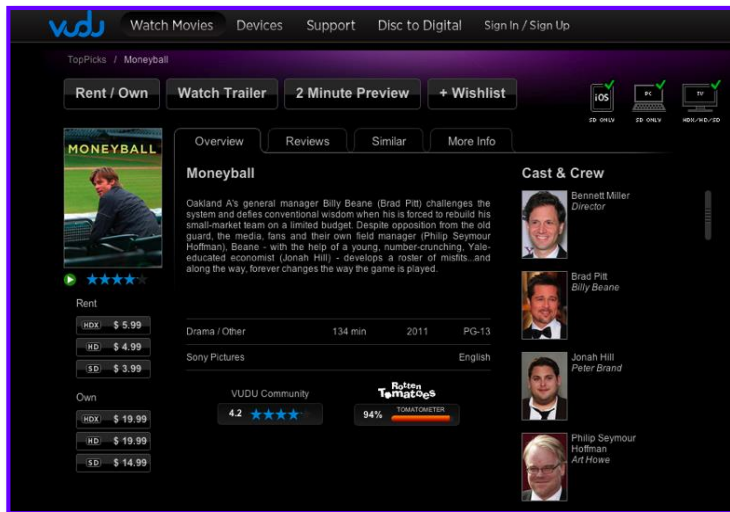 vudu
Watch Movies
Devices
Support
Disc to Digital
Sign In / Sign Up
TopPicks / Moneyball
Rent / Own
Watch Trailer
2 Minute Preview
+ Wishlist
iOS
SD ONLY
PC
SD ONLY
TV
HDX/HD/SD
MONEYBALL
Overview
Reviews
Similar
More Info
Moneyball
Oakland A's general manager Billy Beane (Brad Pitt) challenges the
system and defies conventional wisdom when his is forced to rebuild his
small-market team on a limited budget. Despite opposition from the old
guard, the media, fans and their own field manager (Philip Seymour
Hoffman), Beane - with the help of a young, number-crunching, Yale-
educated economist (Jonah Hill) - develops a roster of misfits...and
along the way, forever changes the way the game is played.
Drama / Other 134 min 2011 PG-13
Sony Pictures English
VUDU Community
4.2
Rotten
Tomatoes
94% TOMATOMETER
Rent
HDX $ 5.99
HD $ 4.99
SD $ 3.99
Own
HDX $ 19.99
HD $ 19.99
SD $ 14.99
Cast & Crew
Bennett Miller
Director
Brad Pitt
Billy Beane
Jonah Hill
Peter Brand
Philip Seymour
Hoffman
Art Howe